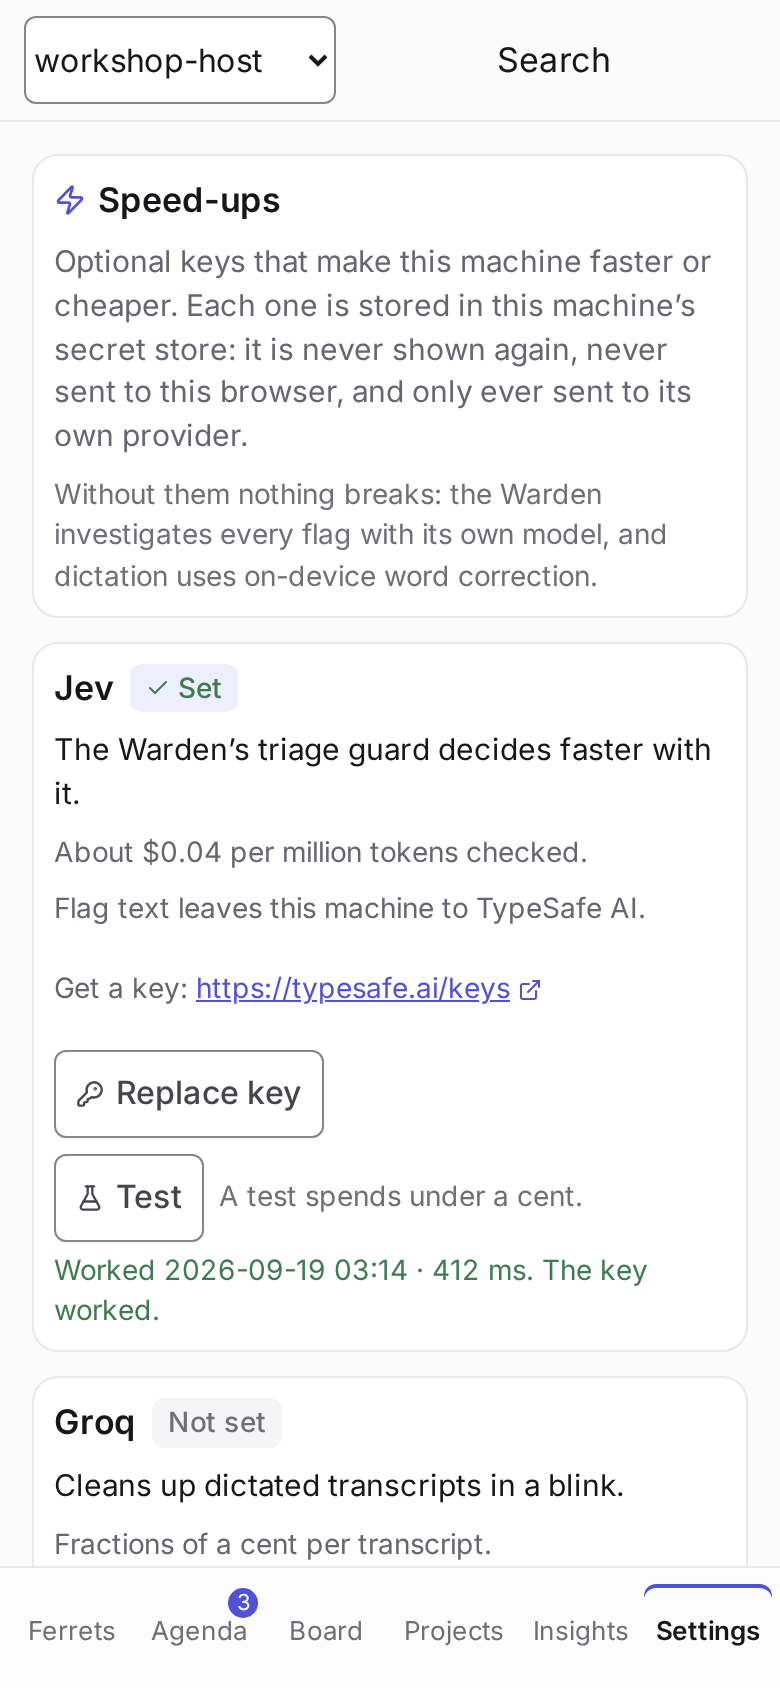 workshop-host
Search
Speed-ups
Optional keys that make this machine faster or
cheaper. Each one is stored in this machine’s
secret store: it is never shown again, never
sent to this browser, and only ever sent to its
own provider.
Without them nothing breaks: the Warden
investigates every flag with its own model, and
dictation uses on-device word correction.
Jev
Set
The Warden’s triage guard decides faster with
it.
About $0.04 per million tokens checked.
Flag text leaves this machine to TypeSafe AI.
Get a key: https://typesafe.ai/keys
Replace key
Test
A test spends under a cent.
Worked 2026-09-19 03:14 · 412 ms. The key
worked.
Groq
Not set
Cleans up dictated transcripts in a blink.
Fractions of a cent per transcript.
3
Ferrets Agenda Board Projects Insights Settings